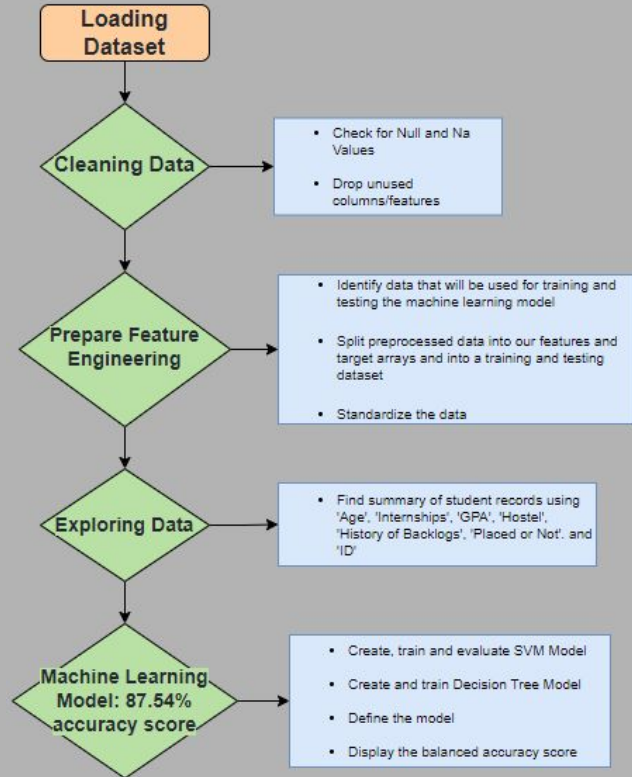 Loading
Dataset
Cleaning Data
• Check for Null and Na
Values
• Drop unused
columns/features
Prepare Feature
Engineering
• Identify data that will be used for training and
testing the machine learning model
• Split preprocessed data into our features and
target arrays and into a training and testing
dataset
• Standardize the data
Exploring Data
• Find summary of student records using
'Age', 'Internships', 'GPA', 'Hostel',
'History of Backlogs', 'Placed or Not'. and
'ID'
Machine Learning
Model: 87.54%
accuracy score
• Create, train and evaluate SVM Model
• Create and train Decision Tree Model
• Define the model
• Display the balanced accuracy score